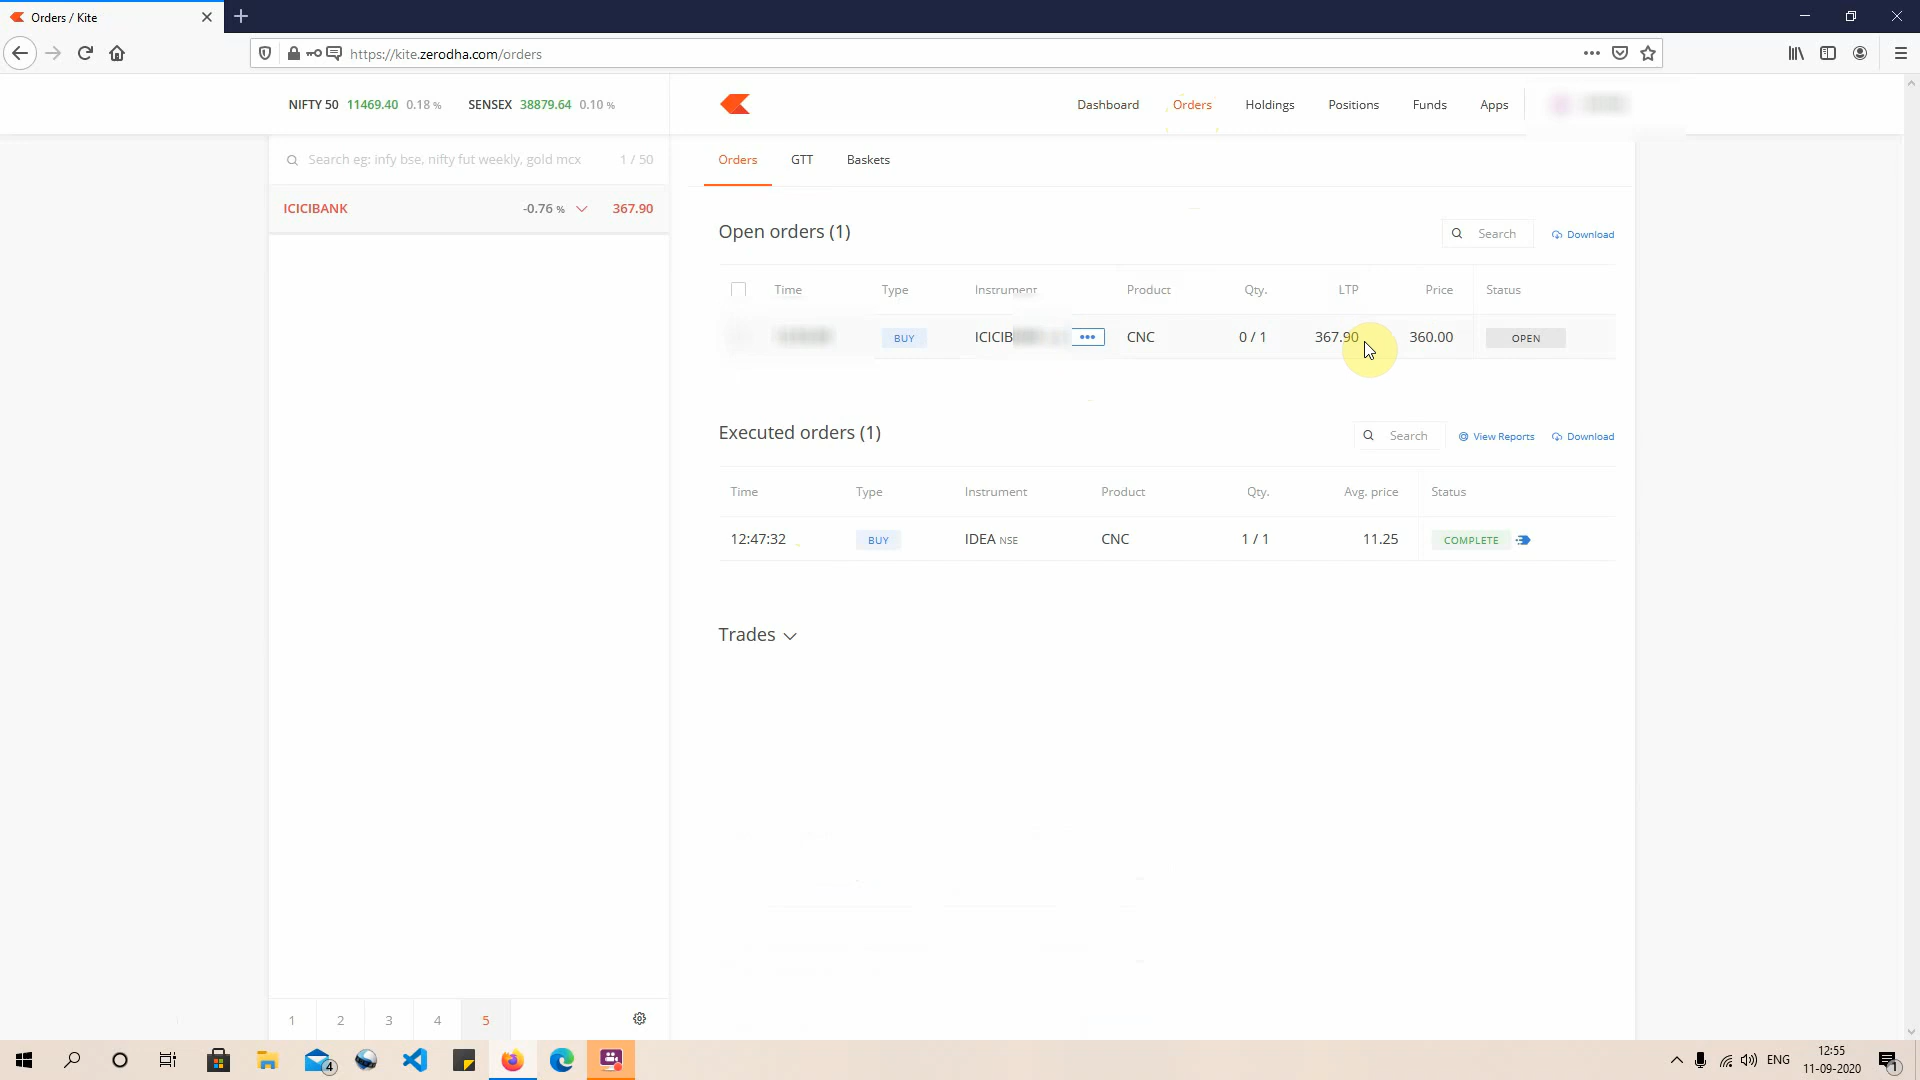 Orders / Kite
https://kite.zerodha.com/orders
NIFTY 50 11469.40 0.18 % SENSEX 38879.64 0.10 %
Dashboard Orders Holdings Positions Funds Apps
Search eg: infy bse, nifty fut weekly, gold mcx 1 / 50
Orders GTT Baskets
ICICIBANK -0.76 % 367.90
Open orders (1) Search Download
Time Type Instrument Product Qty. LTP Price Status
BUY ICICIB ••• CNC 0 / 1 367.90 360.00 OPEN
Executed orders (1) Search View Reports Download
Time Type Instrument Product Qty. Avg. price Status
12:47:32 BUY IDEA NSE CNC 1 / 1 11.25 COMPLETE
Trades
1 2 3 4 5
4 ENG 12:55 1
11-09-2020